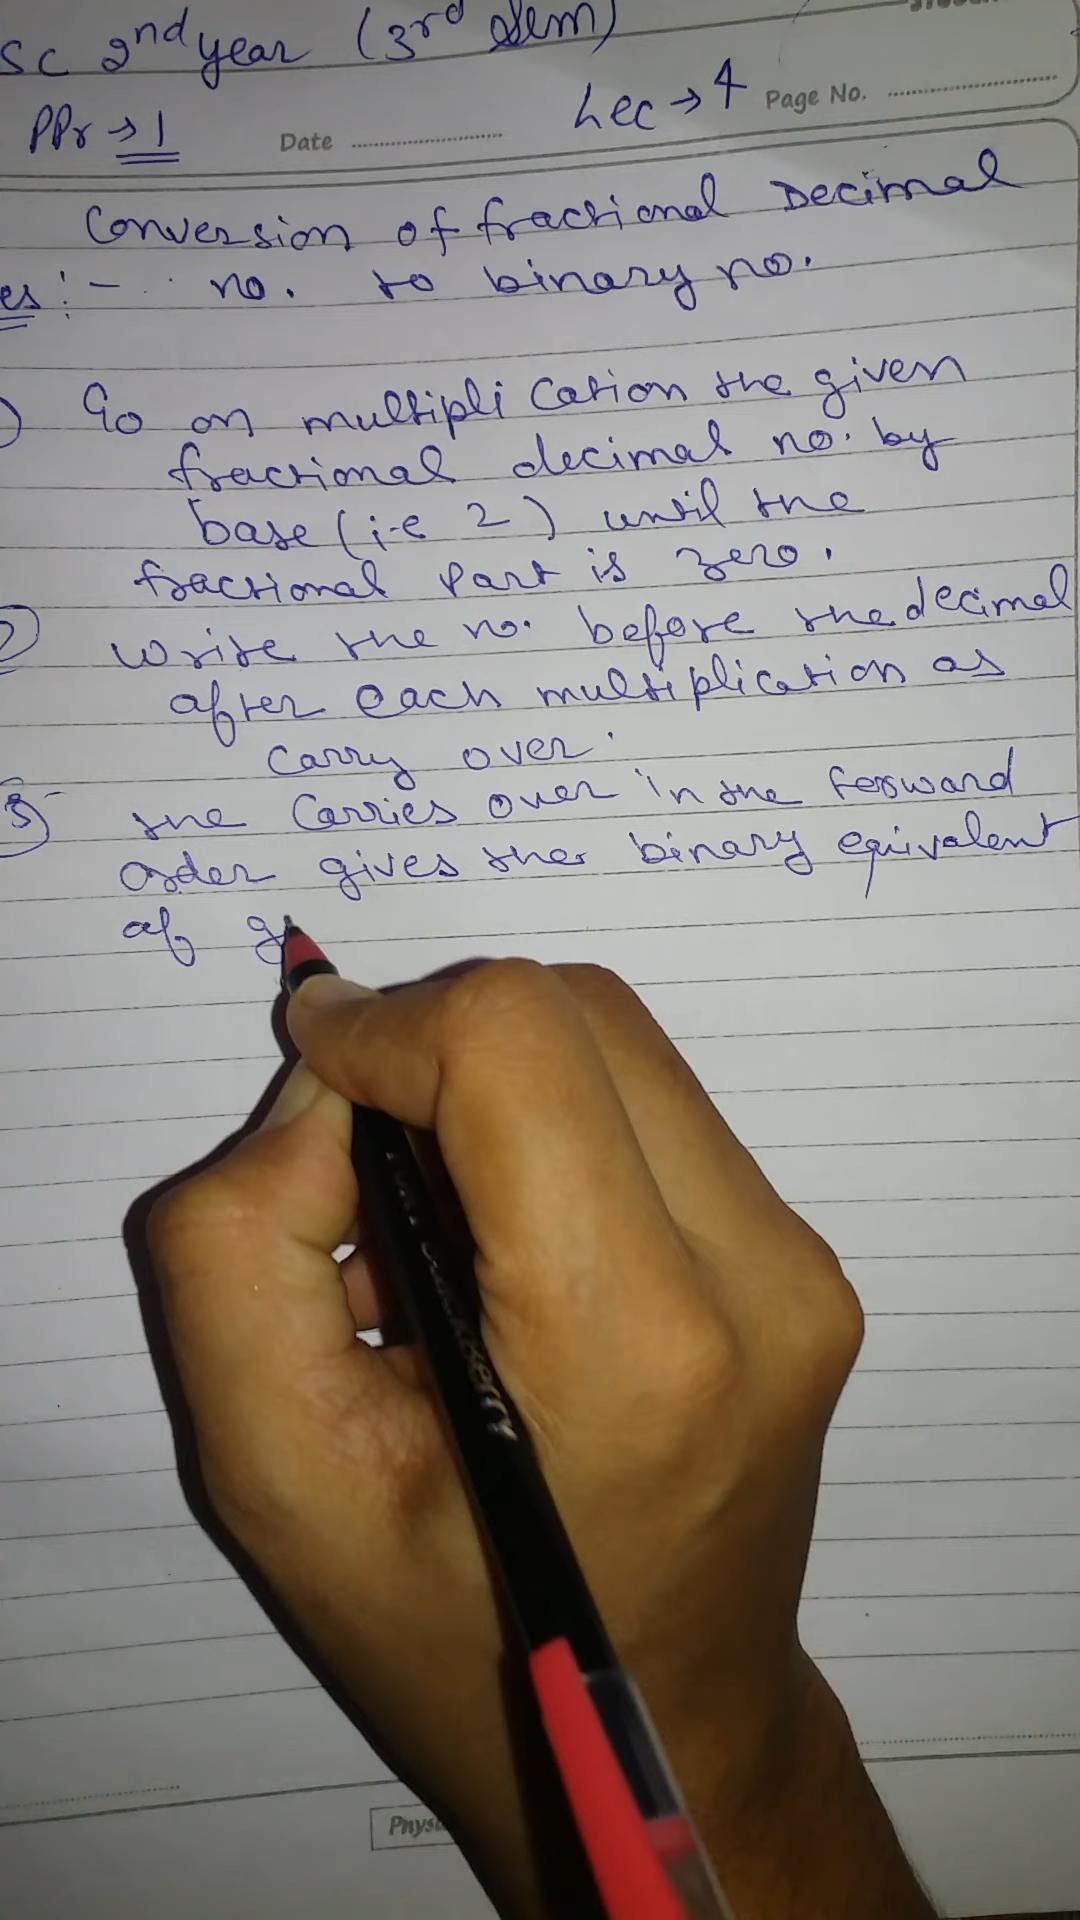 SC 2nd year (3rd Sem)
PPr → 1 Date Lec → 4 Page No.
Conversion of fractional Decimal
es :- no. to binary no.
Go on multiplication the given
fractional decimal no. by
base (i-e 2) until the
fractional part is zero.
2) write the no. before the decimal
after each multiplication as
carry over.
3) the Carries over in the forward
order gives the binary equivalent
of